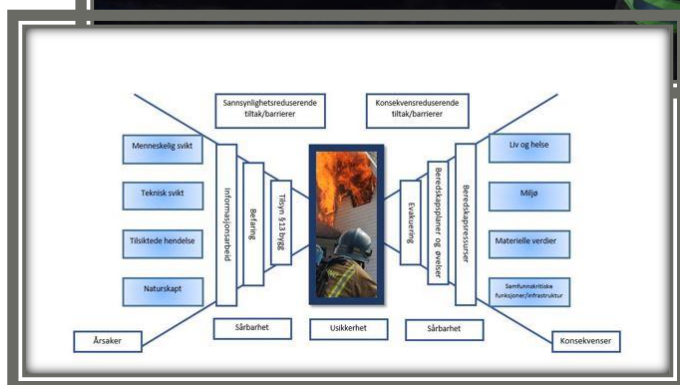 Sannsynlighetsreduserende
tiltak/barrierer
Konsekvensreduserende
tiltak/barrierer
Menneskelig svikt
Teknisk svikt
Tilsiktede hendelse
Naturskapt
Informasjonsarbeid
Befaring
Tilsyn §13 bygg
Evakuering
Beredskapsplaner og øvelser
Beredskapsressurser
Liv og helse
Miljø
Materielle verdier
Samfunnskritiske
funksjoner/infrastruktur
Årsaker
Sårbarhet
Usikkerhet
Sårbarhet
Konsekvenser